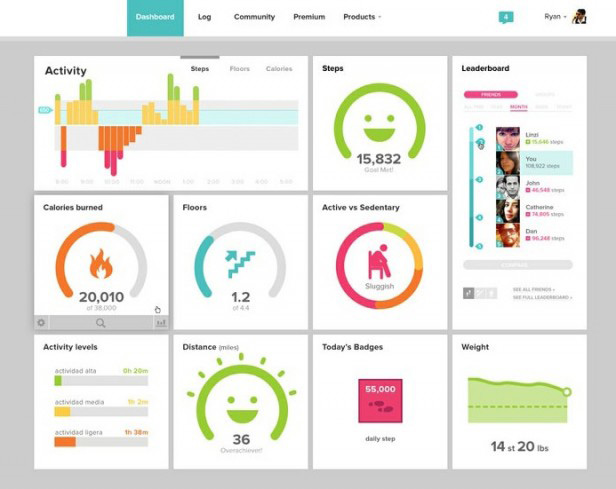 Dashboard
Log
Community
Premium
Products
4
Ryan
Activity
Steps
Floors
Calories
Steps
15,832
Goal Met!
Leaderboard
FRIENDS
MONTH
Linzi
15,646 steps
You
108,922 steps
John
46,549 steps
Catherine
74,805 steps
Dan
96,248 steps
SEE ALL FRIENDS
SEE FULL LEADERBOARD
Calories burned
20,010
of 38,000
Floors
1.2
of 4.4
Active vs Sedentary
Sluggish
Activity levels
actividad alta
0h 20m
actividad media
1h 2m
actividad ligera
1h 38m
Distance (miles)
36
Overachiever!
Today's Badges
55,000
daily step
Weight
14 st 20 lbs